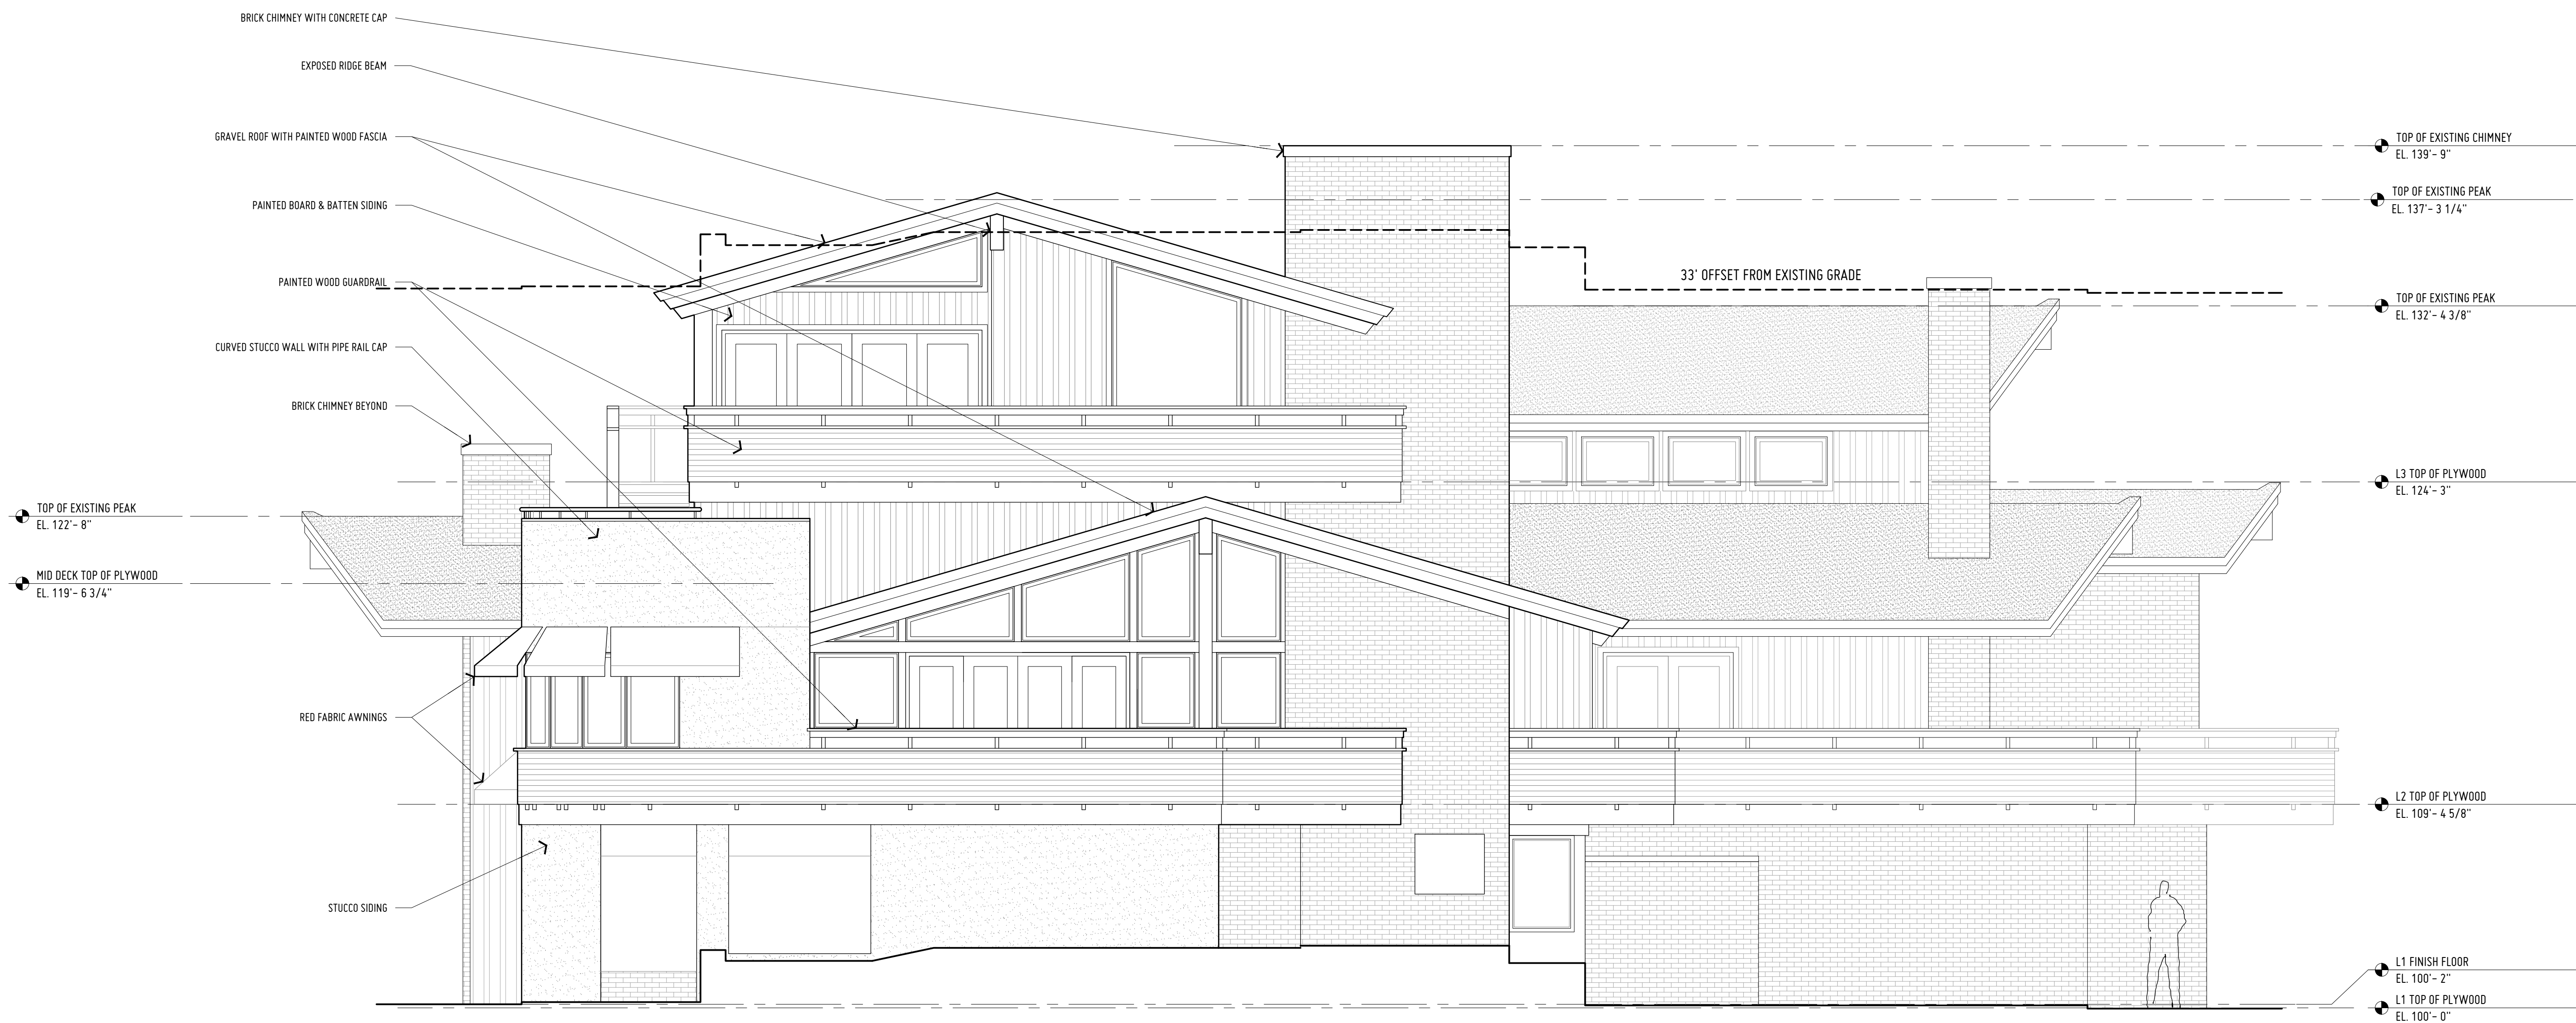 BRICK CHIMNEY WITH CONCRETE CAP
EXPOSED RIDGE BEAM
GRAVEL ROOF WITH PAINTED WOOD FASCIA
PAINTED BOARD & BATTEN SIDING
PAINTED WOOD GUARDRAIL
CURVED STUCCO WALL WITH PIPE RAIL CAP
BRICK CHIMNEY BEYOND
TOP OF EXISTING PEAK
EL. 122'- 8"
MID DECK TOP OF PLYWOOD
EL. 119'- 6 3/4"
RED FABRIC AWNINGS
STUCCO SIDING
33' OFFSET FROM EXISTING GRADE
TOP OF EXISTING CHIMNEY
EL. 139'- 9"
TOP OF EXISTING PEAK
EL. 137'- 3 1/4"
TOP OF EXISTING PEAK
EL. 132'- 4 3/8"
L3 TOP OF PLYWOOD
EL. 124'- 3"
L2 TOP OF PLYWOOD
EL. 109'- 4 5/8"
L1 FINISH FLOOR
EL. 100'- 2"
L1 TOP OF PLYWOOD
EL. 100'- 0"